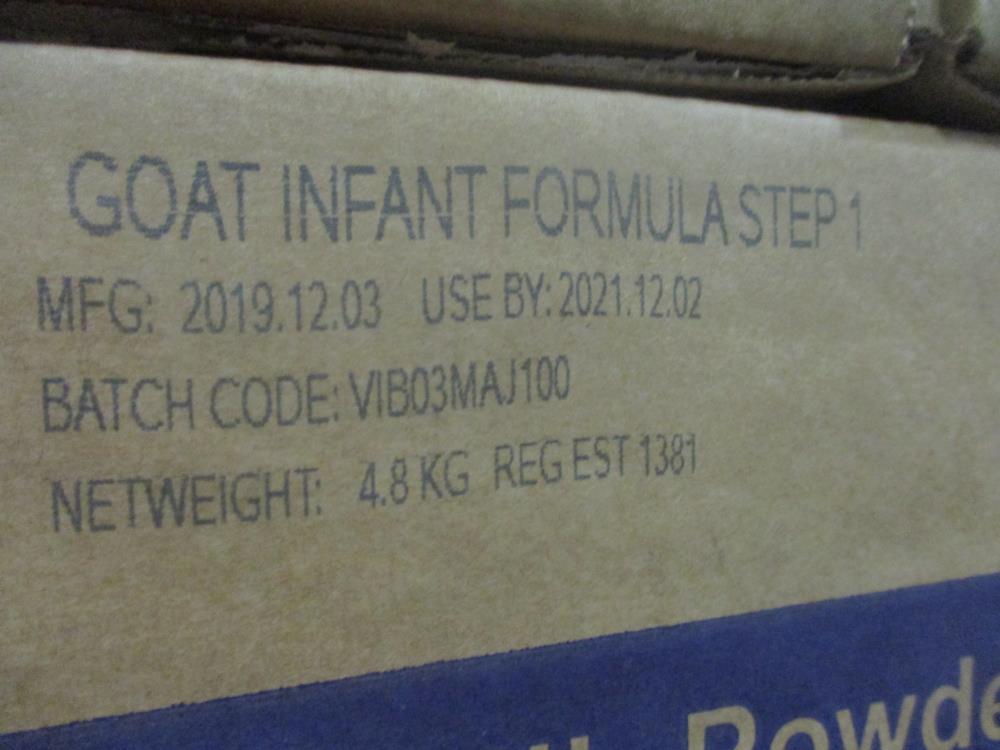 GOAT INFANT FORMULA STEP 1
MFG: 2019.12.03 USE BY: 2021.12.02
BATCH CODE: VIB03MAJ100
NETWEIGHT: 4.8 KG REG EST 1381